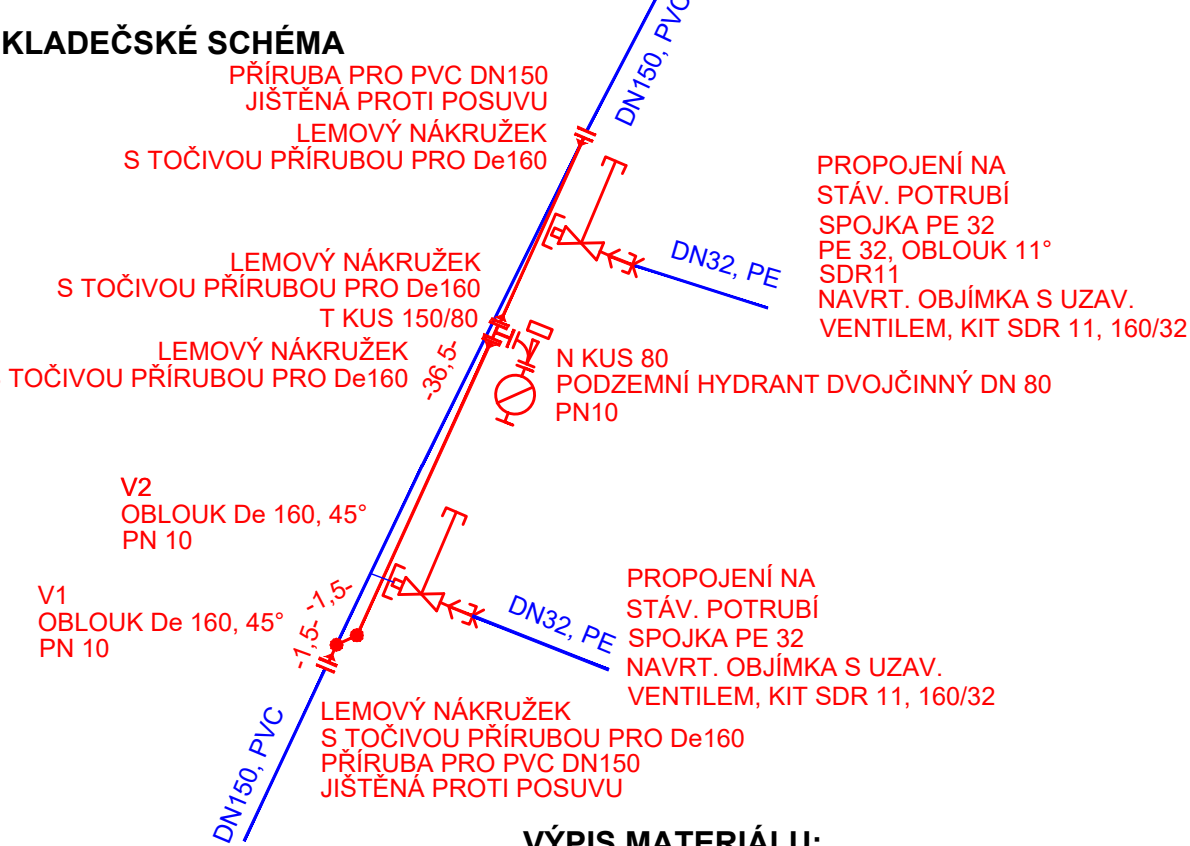 KLADEČSKÉ SCHÉMA
DN150, PVC
PŘÍRUBA PRO PVC DN150
JIŠTĚNÁ PROTI POSUVU
LEMOVÝ NÁKRUŽEK
S TOČIVOU PŘÍRUBOU PRO De160
PROPOJENÍ NA
STÁV. POTRUBÍ
SPOJKA PE 32
PE 32, OBLOUK 11°
SDR11
NAVRT. OBJÍMKA S UZAV.
VENTILEM, KIT SDR 11, 160/32
DN32, PE
LEMOVÝ NÁKRUŽEK
S TOČIVOU PŘÍRUBOU PRO De160
T KUS 150/80
LEMOVÝ NÁKRUŽEK
TOČIVOU PŘÍRUBOU PRO De160
-36,5-
N KUS 80
PODZEMNÍ HYDRANT DVOJČINNÝ DN 80
PN10
V2
OBLOUK De 160, 45°
PN 10
V1
OBLOUK De 160, 45°
PN 10
-1,5-
-1,5-
DN32, PE
PROPOJENÍ NA
STÁV. POTRUBÍ
SPOJKA PE 32
NAVRT. OBJÍMKA S UZAV.
VENTILEM, KIT SDR 11, 160/32
LEMOVÝ NÁKRUŽEK
S TOČIVOU PŘÍRUBOU PRO De160
PŘÍRUBA PRO PVC DN150
JIŠTĚNÁ PROTI POSUVU
DN150, PVC
VÝPIS MATERIÁLU: